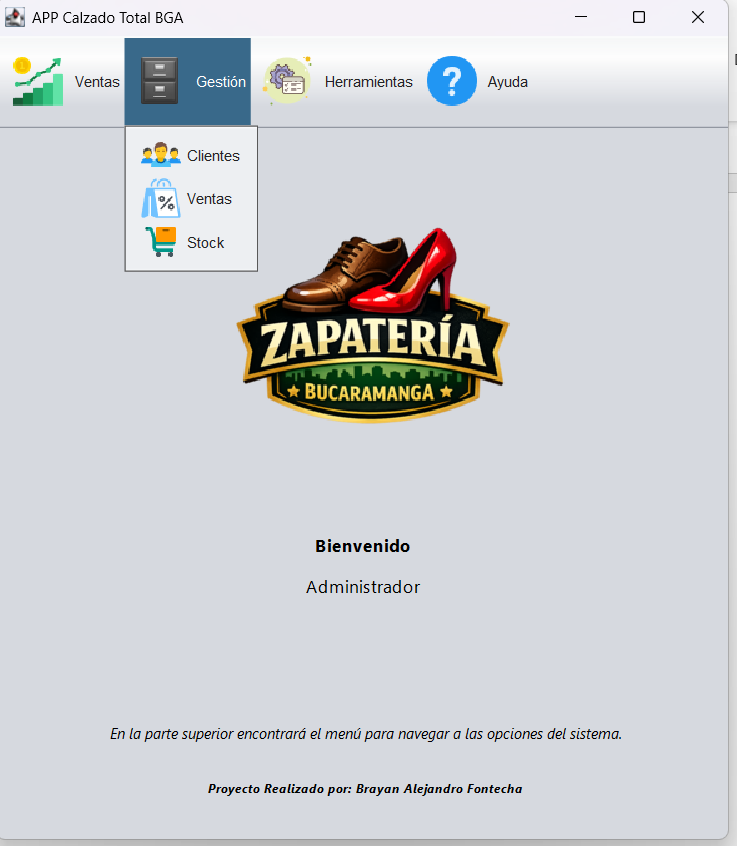 APP Calzado Total BGA
Ventas Gestión Herramientas Ayuda
Clientes
Ventas
Stock
ZAPATERÍA
BUCARAMANGA
Bienvenido
Administrador
En la parte superior encontrará el menú para navegar a las opciones del sistema.
Proyecto Realizado por: Brayan Alejandro Fontecha